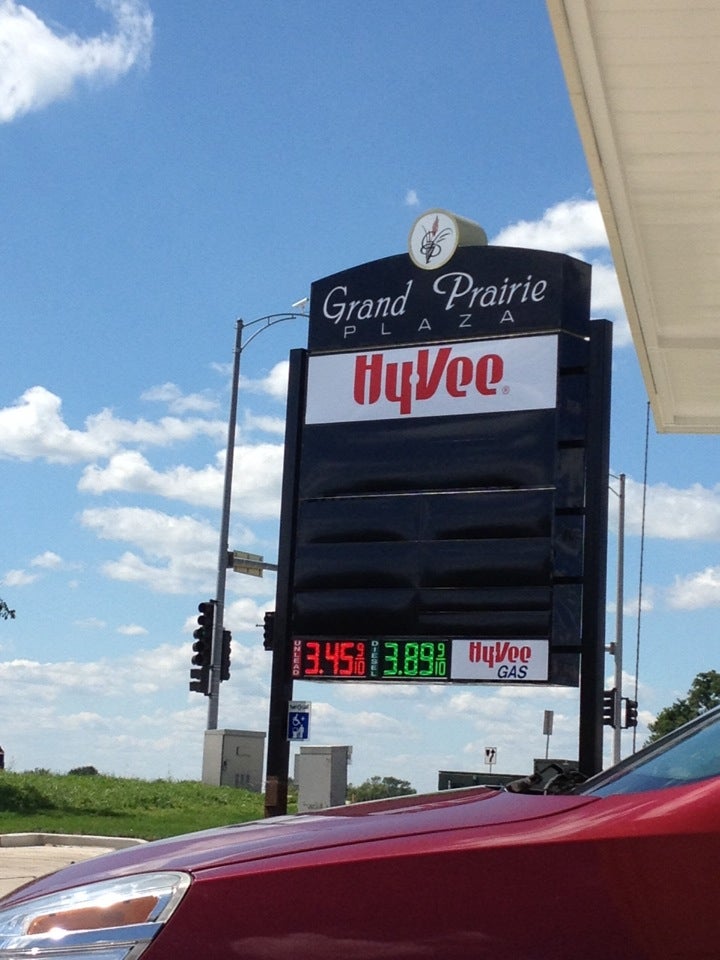 Grand Prairie
PLAZA
HyVee®
UNLEAD 3.45 9/10 DIESEL 3.89 9/10 HyVee
GAS